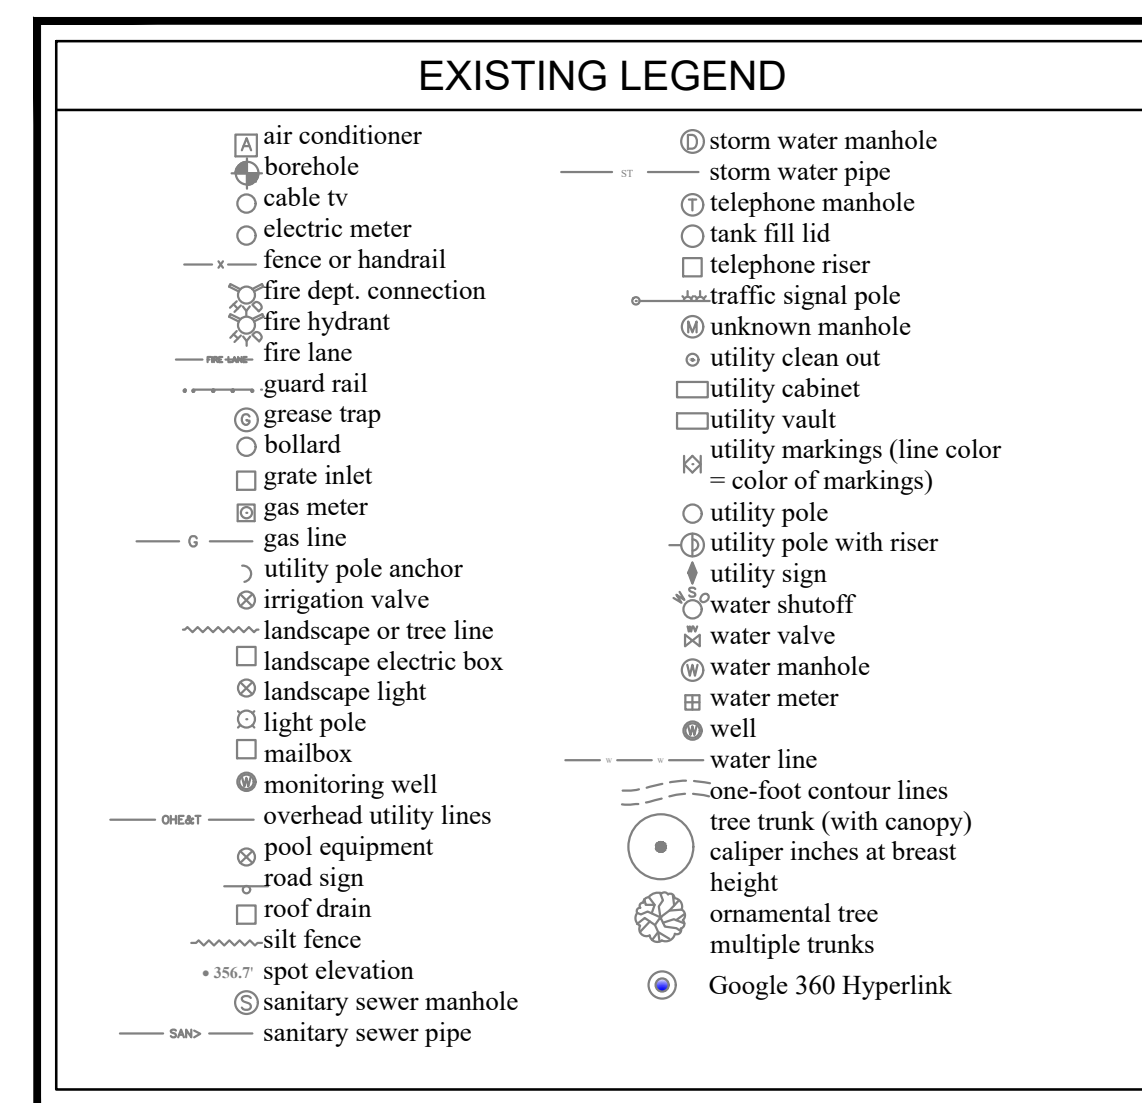 EXISTING LEGEND
A air conditioner
borehole
cable tv
electric meter
x fence or handrail
fire dept. connection
HYD
fire hydrant
HYD
FIRE LANE fire lane
guard rail
G grease trap
bollard
grate inlet
gas meter
G gas line
utility pole anchor
irrigation valve
landscape or tree line
landscape electric box
landscape light
light pole
mailbox
W monitoring well
OHE&T overhead utility lines
pool equipment
road sign
roof drain
silt fence
356.7' spot elevation
S sanitary sewer manhole
SAN> sanitary sewer pipe
D storm water manhole
ST storm water pipe
T telephone manhole
tank fill lid
telephone riser
traffic signal pole
M unknown manhole
utility clean out
utility cabinet
utility vault
utility markings (line color
= color of markings)
utility pole
utility pole with riser
utility sign
WSO water shutoff
WV water valve
W water manhole
water meter
W well
W W water line
one-foot contour lines
tree trunk (with canopy)
caliper inches at breast
height
ornamental tree
multiple trunks
Google 360 Hyperlink